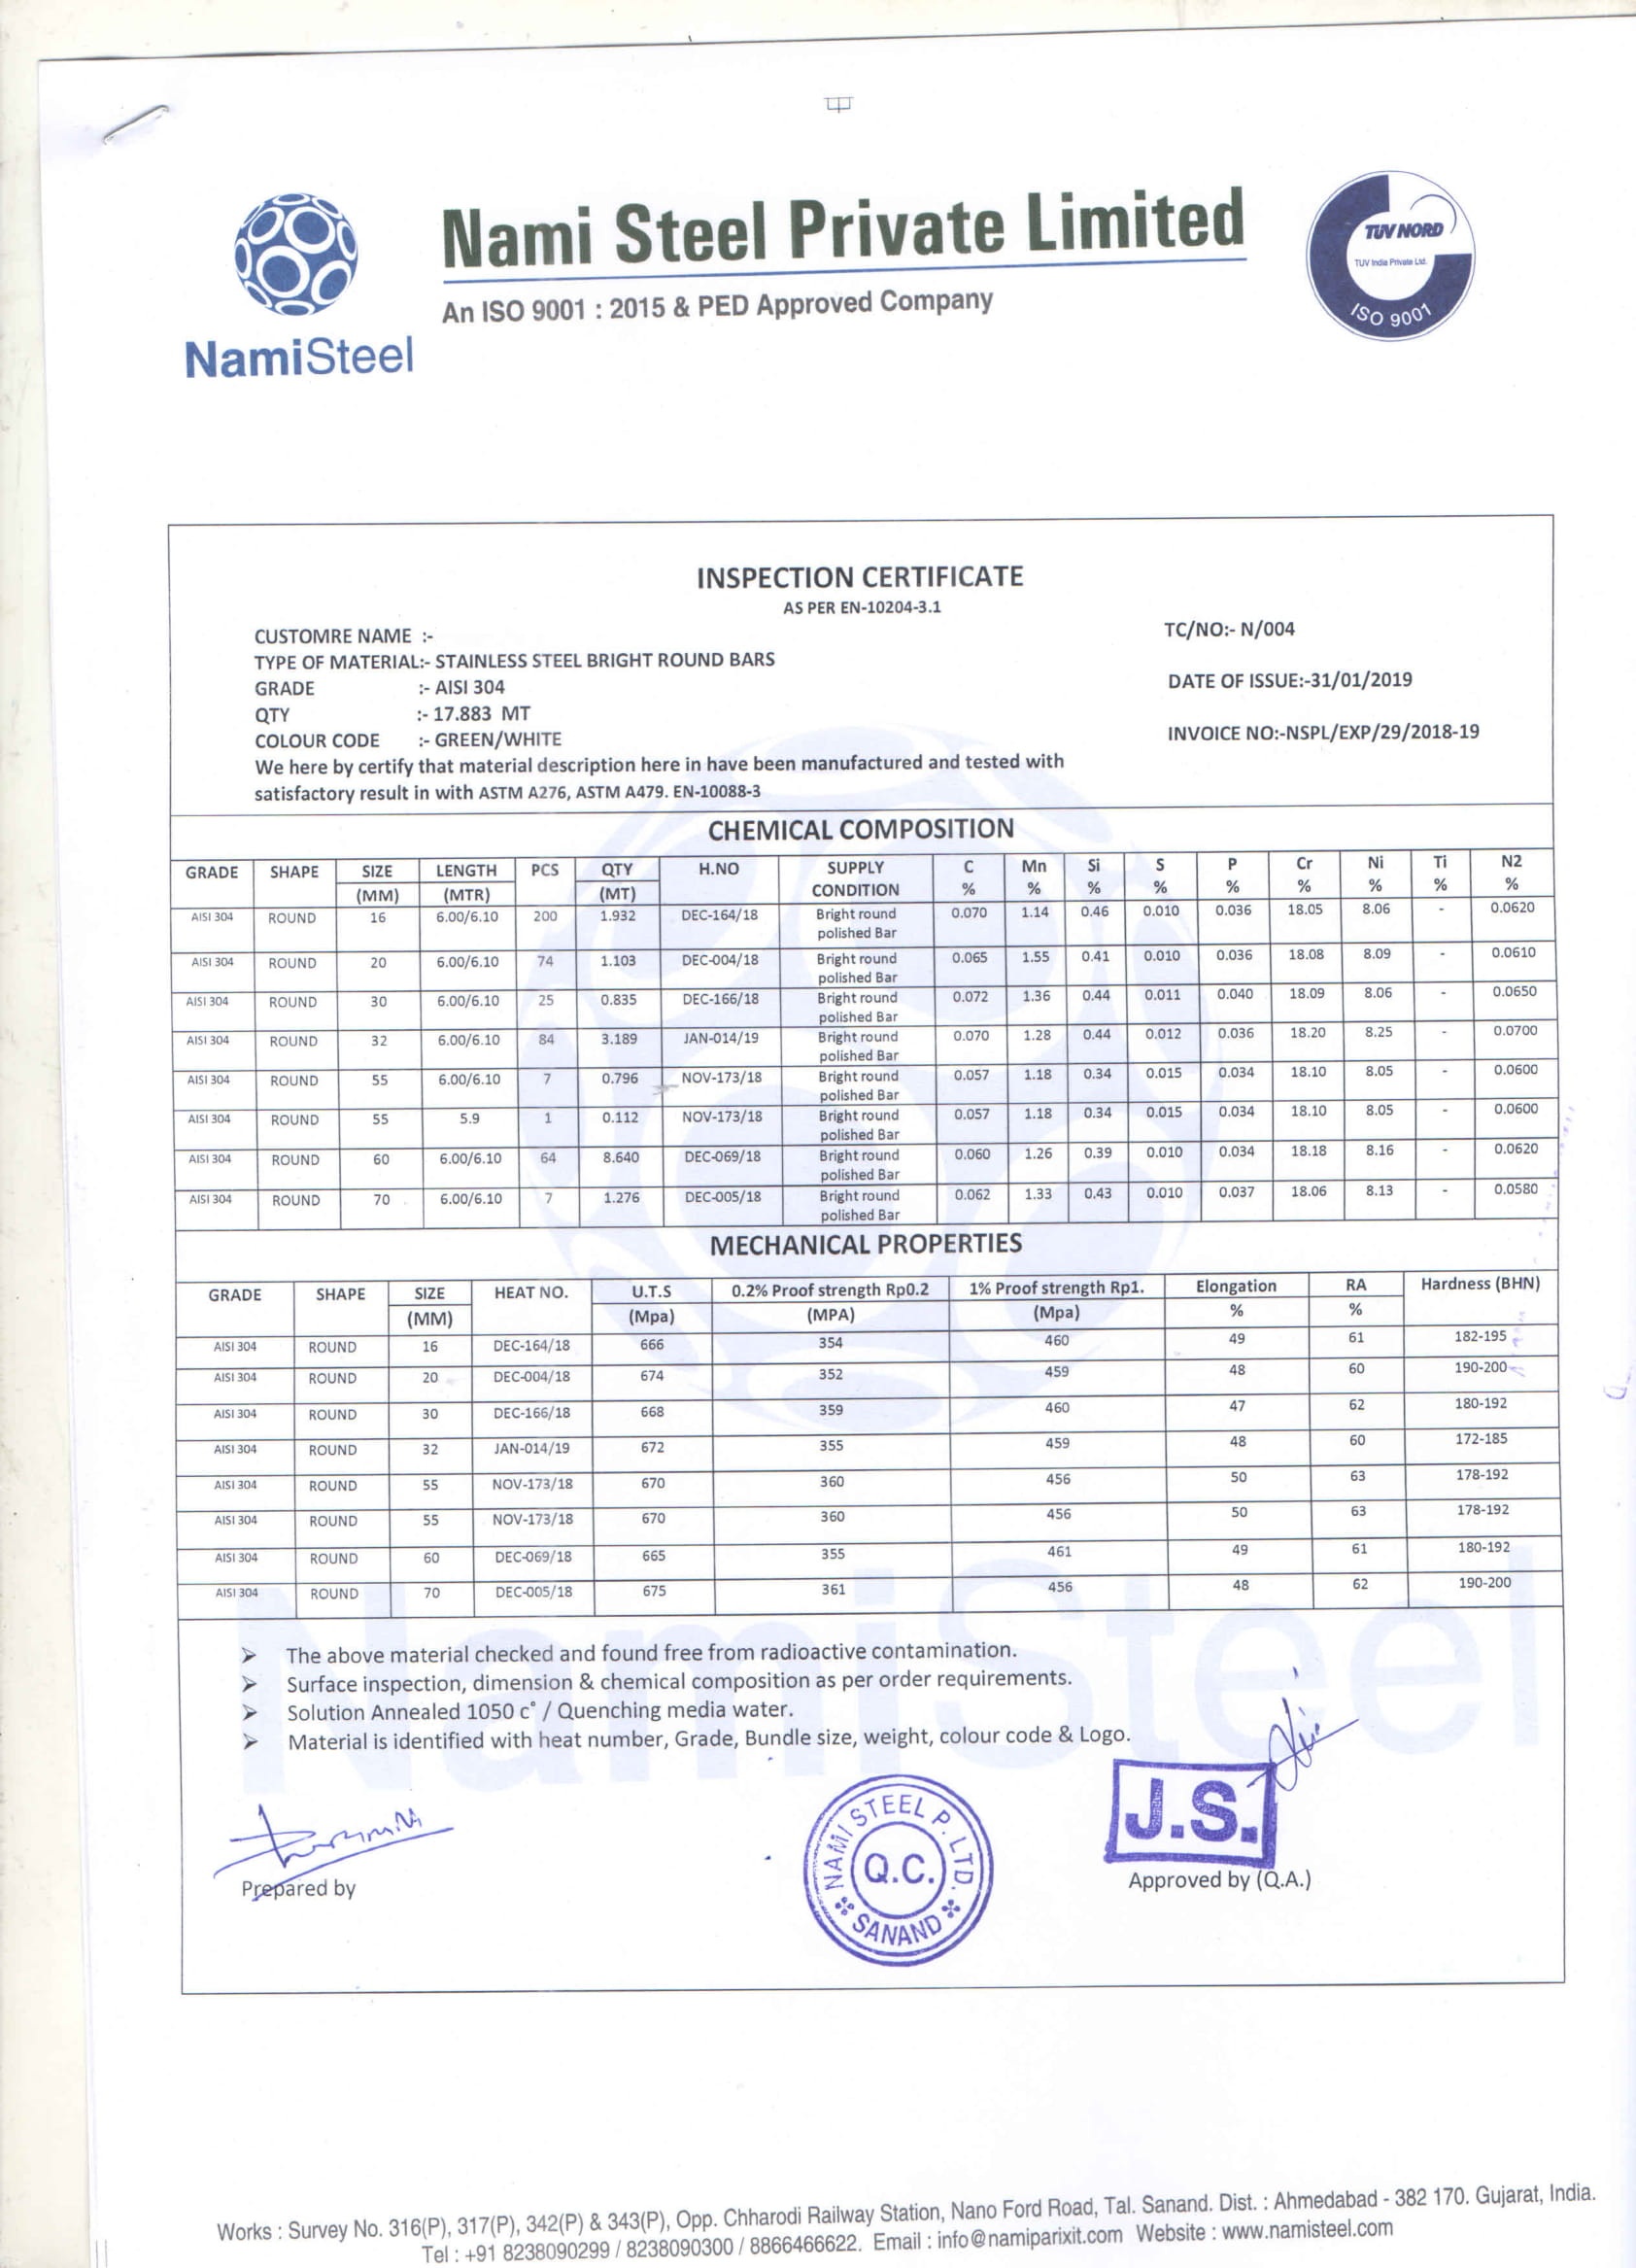 Nami Steel Private Limited
An ISO 9001 : 2015 & PED Approved Company
NamiSteel
TUV NORD
TUV India Private Ltd.
ISO 9001
INSPECTION CERTIFICATE
AS PER EN-10204-3.1
CUSTOMRE NAME :-
TC/NO:- N/004
TYPE OF MATERIAL:- STAINLESS STEEL BRIGHT ROUND BARS
GRADE :- AISI 304
DATE OF ISSUE:-31/01/2019
QTY :- 17.883 MT
COLOUR CODE :- GREEN/WHITE
INVOICE NO:-NSPL/EXP/29/2018-19
We here by certify that material description here in have been manufactured and tested with
satisfactory result in with ASTM A276, ASTM A479. EN-10088-3
CHEMICAL COMPOSITION
GRADE SHAPE SIZE LENGTH PCS QTY H.NO SUPPLY C Mn Si S P Cr Ni Ti N2
(MM) (MTR) (MT) CONDITION % % % % % % % % %
AISI 304 ROUND 16 6.00/6.10 200 1.932 DEC-164/18 Bright round 0.070 1.14 0.46 0.010 0.036 18.05 8.06 - 0.0620
polished Bar
AISI 304 ROUND 20 6.00/6.10 74 1.103 DEC-004/18 Bright round 0.065 1.55 0.41 0.010 0.036 18.08 8.09 - 0.0610
polished Bar
AISI 304 ROUND 30 6.00/6.10 25 0.835 DEC-166/18 Bright round 0.072 1.36 0.44 0.011 0.040 18.09 8.06 - 0.0650
polished Bar
AISI 304 ROUND 32 6.00/6.10 84 3.189 JAN-014/19 Bright round 0.070 1.28 0.44 0.012 0.036 18.20 8.25 - 0.0700
polished Bar
AISI 304 ROUND 55 6.00/6.10 7 0.796 NOV-173/18 Bright round 0.057 1.18 0.34 0.015 0.034 18.10 8.05 - 0.0600
polished Bar
AISI 304 ROUND 55 5.9 1 0.112 NOV-173/18 Bright round 0.057 1.18 0.34 0.015 0.034 18.10 8.05 - 0.0600
polished Bar
AISI 304 ROUND 60 6.00/6.10 64 8.640 DEC-069/18 Bright round 0.060 1.26 0.39 0.010 0.034 18.18 8.16 - 0.0620
polished Bar
AISI 304 ROUND 70 6.00/6.10 7 1.276 DEC-005/18 Bright round 0.062 1.33 0.43 0.010 0.037 18.06 8.13 - 0.0580
polished Bar
MECHANICAL PROPERTIES
GRADE SHAPE SIZE HEAT NO. U.T.S 0.2% Proof strength Rp0.2 1% Proof strength Rp1. Elongation RA Hardness (BHN)
(MM) (Mpa) (MPA) (Mpa) % %
AISI 304 ROUND 16 DEC-164/18 666 354 460 49 61 182-195
AISI 304 ROUND 20 DEC-004/18 674 352 459 48 60 190-200
AISI 304 ROUND 30 DEC-166/18 668 359 460 47 62 180-192
AISI 304 ROUND 32 JAN-014/19 672 355 459 48 60 172-185
AISI 304 ROUND 55 NOV-173/18 670 360 456 50 63 178-192
AISI 304 ROUND 55 NOV-173/18 670 360 456 50 63 178-192
AISI 304 ROUND 60 DEC-069/18 665 355 461 49 61 180-192
AISI 304 ROUND 70 DEC-005/18 675 361 456 48 62 190-200
NamiSteel
➢ The above material checked and found free from radioactive contamination.
➢ Surface inspection, dimension & chemical composition as per order requirements.
➢ Solution Annealed 1050 c° / Quenching media water.
➢ Material is identified with heat number, Grade, Bundle size, weight, colour code & Logo.
NAMI STEEL P. LTD.
Q.C.
SANAND
J.S.
Prepared by
Approved by (Q.A.)
Works : Survey No. 316(P), 317(P), 342(P) & 343(P), Opp. Chharodi Railway Station, Nano Ford Road, Tal. Sanand. Dist. : Ahmedabad - 382 170. Gujarat, India.
Tel : +91 8238090299 / 8238090300 / 8866466622. Email : info@namiparixit.com Website : www.namisteel.com